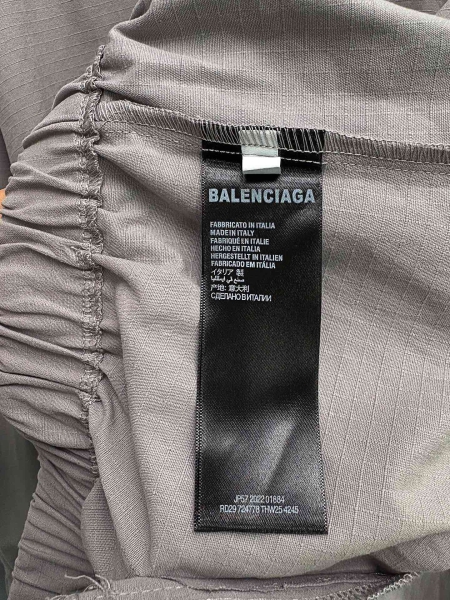 BALENCIAGA
FABBRICATO IN ITALIA
MADE IN ITALY
FABRIQUÉ EN ITALIE
HECHO EN ITALIA
HERGESTELLT IN ITALIEN
FABRICADO EM ITÁLIA
イタリア 製
صنع في ايطاليا
产地: 意大利
СДЕЛАНО В ИТАЛИИ
JP57 2022 01884
RD29 724778 THW25 4245